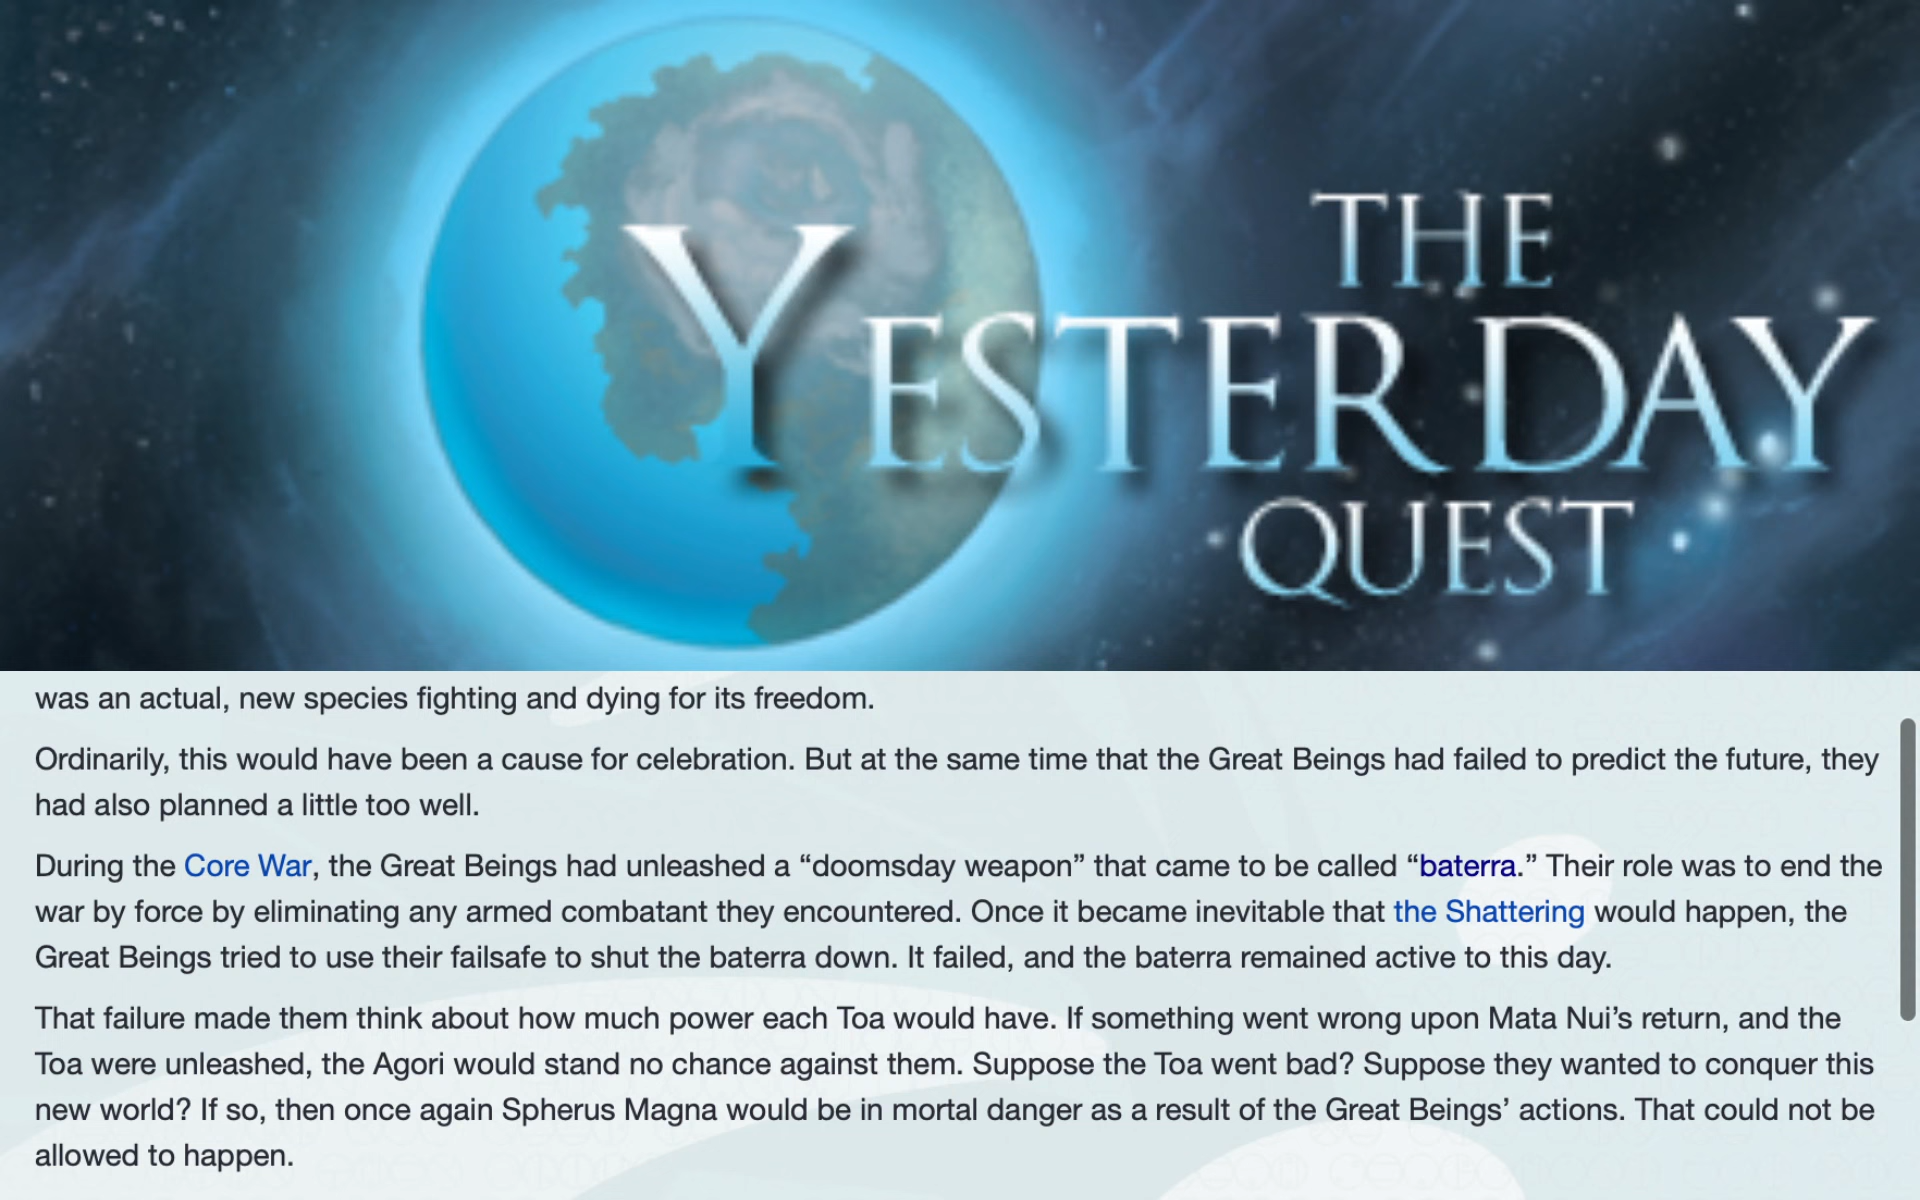 THE
YESTERDAY
QUEST
was an actual, new species fighting and dying for its freedom.
Ordinarily, this would have been a cause for celebration. But at the same time that the Great Beings had failed to predict the future, they
had also planned a little too well.
During the Core War, the Great Beings had unleashed a “doomsday weapon” that came to be called “baterra.” Their role was to end the
war by force by eliminating any armed combatant they encountered. Once it became inevitable that the Shattering would happen, the
Great Beings tried to use their failsafe to shut the baterra down. It failed, and the baterra remained active to this day.
That failure made them think about how much power each Toa would have. If something went wrong upon Mata Nui’s return, and the
Toa were unleashed, the Agori would stand no chance against them. Suppose the Toa went bad? Suppose they wanted to conquer this
new world? If so, then once again Spherus Magna would be in mortal danger as a result of the Great Beings’ actions. That could not be
allowed to happen.